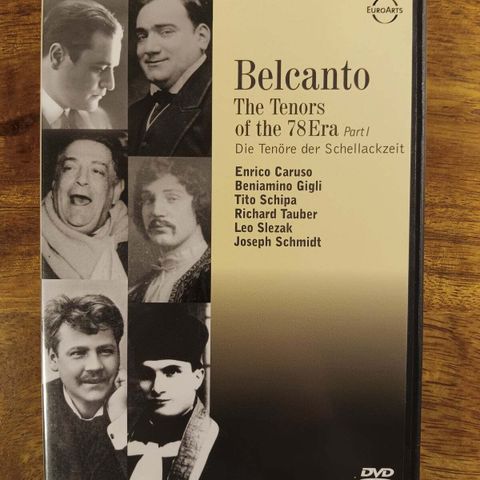 EUROARTS
Belcanto
The Tenors
of the 78Era Part I
Die Tenöre der Schellackzeit
Enrico Caruso
Beniamino Gigli
Tito Schipa
Richard Tauber
Leo Slezak
Joseph Schmidt
DVD